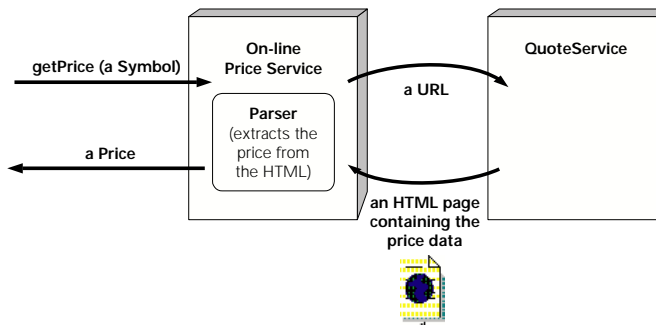 On-line
Price Service
QuoteService
getPrice (a Symbol)
a URL
Parser
(extracts the
price from
the HTML)
a Price
an HTML page
containing the
price data